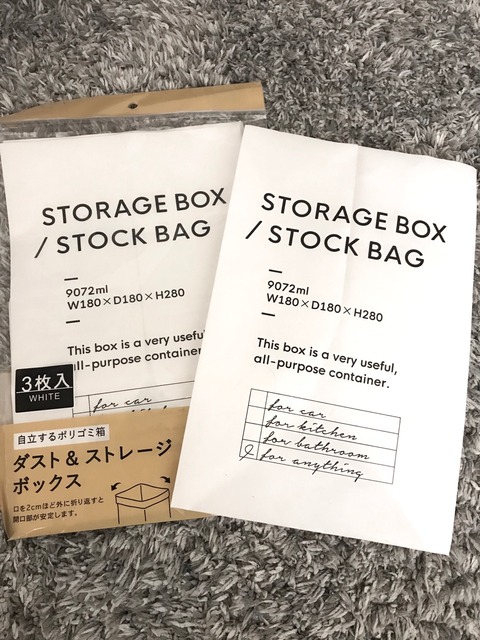 STORAGE BOX
/ STOCK BAG
9072ml
W180×D180×H280
This box is a very useful,
all-purpose container.
for car
3枚入
WHITE
自立するポリゴミ箱
ダスト&ストレージ
ボックス
口を2cmほど外に折り返すと
開口部が安定します。
STORAGE BOX
/ STOCK BAG
9072ml
W180×D180×H280
This box is a very useful,
all-purpose container.
for car
for kitchen
for bathroom
& for anything